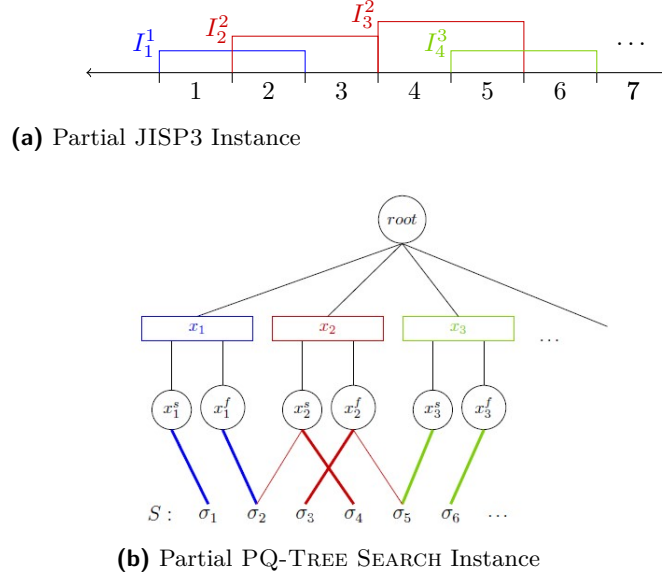 I_1^1 I_2^2 I_3^2 I_4^3 ⋯
1 2 3 4 5 6 7
(a) Partial JISP3 Instance
root
x_1 x_2 x_3 ⋯
x_1^s x_1^f x_2^s x_2^f x_3^s x_3^f
S : σ_1 σ_2 σ_3 σ_4 σ_5 σ_6 ⋯
(b) Partial PQ-TREE SEARCH Instance